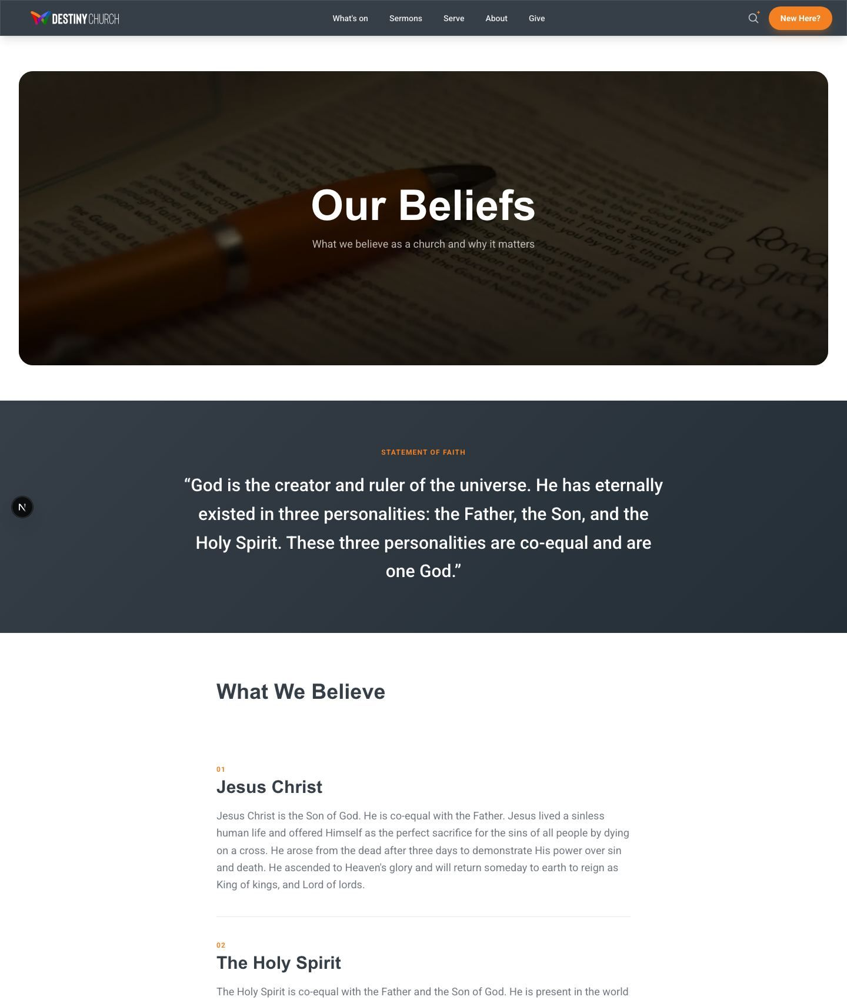 DESTINY CHURCH
What's on
Sermons
Serve
About
Give
New Here?
Our Beliefs
What we believe as a church and why it matters
Roma
a
with great
STATEMENT OF FAITH
“God is the creator and ruler of the universe. He has eternally
existed in three personalities: the Father, the Son, and the
Holy Spirit. These three personalities are co-equal and are
one God.”
N
What We Believe
01
Jesus Christ
Jesus Christ is the Son of God. He is co-equal with the Father. Jesus lived a sinless
human life and offered Himself as the perfect sacrifice for the sins of all people by dying
on a cross. He arose from the dead after three days to demonstrate His power over sin
and death. He ascended to Heaven's glory and will return someday to earth to reign as
King of kings, and Lord of lords.
02
The Holy Spirit
The Holy Spirit is co-equal with the Father and the Son of God. He is present in the world